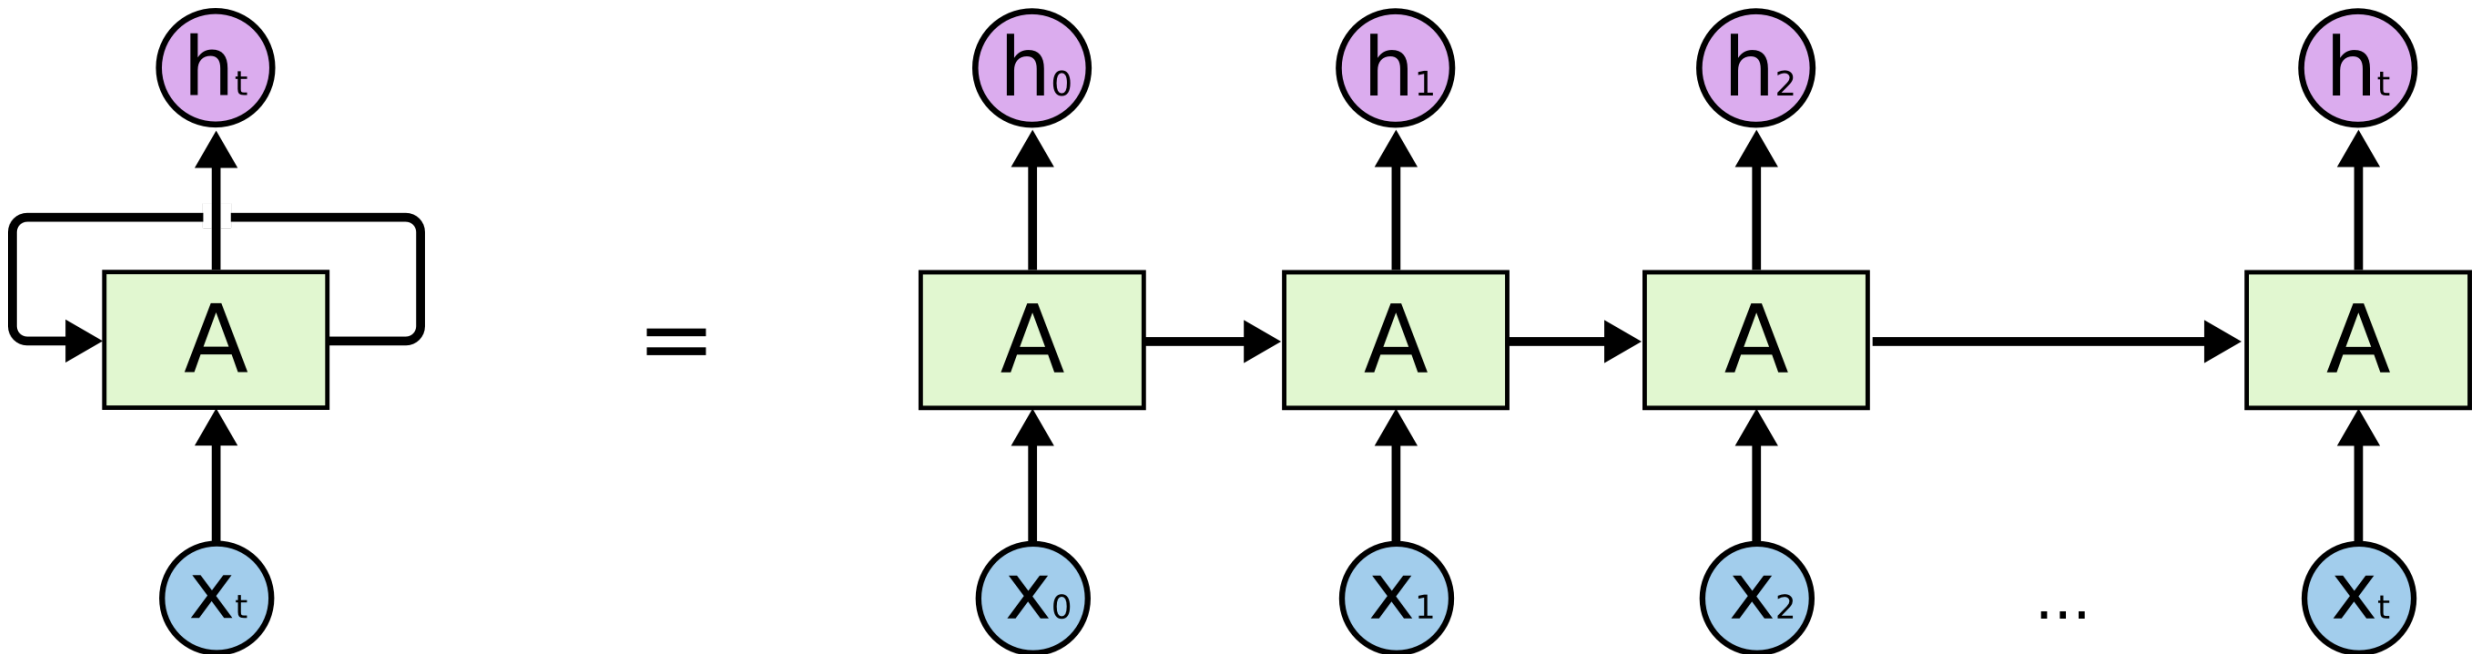 ht h0 h1 h2 ht
A = A A A A
xt x0 x1 x2 ... xt